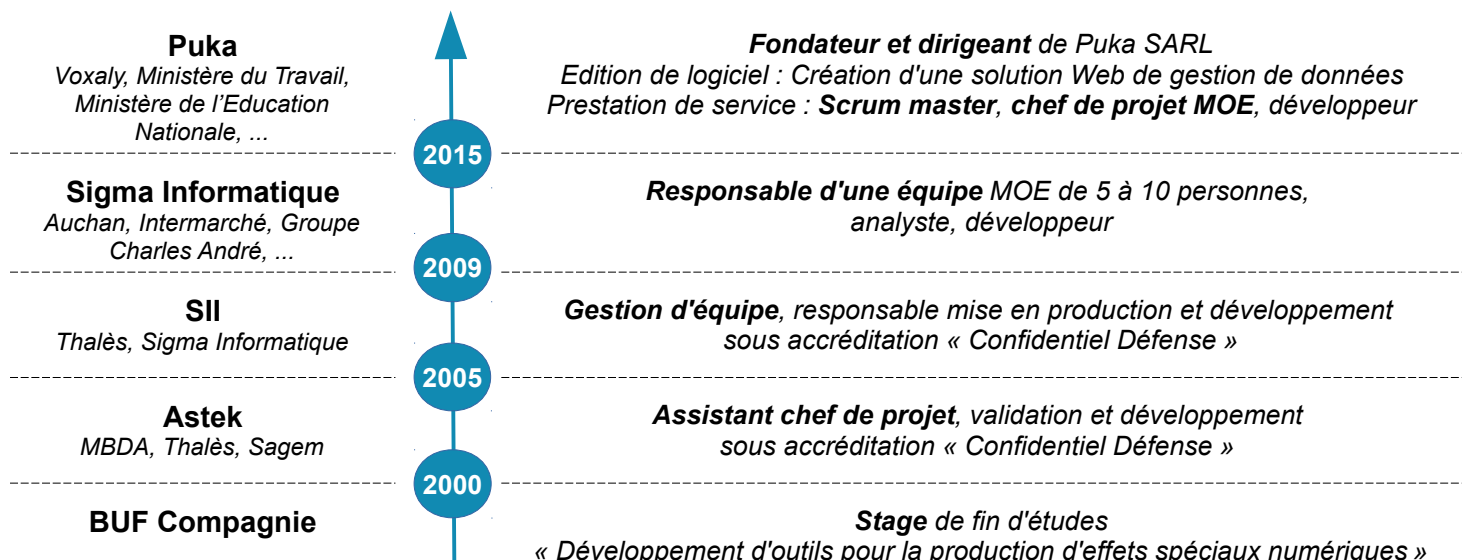 Puka
Voxaly, Ministère du Travail,
Ministère de l’Education
Nationale, ...
Fondateur et dirigeant de Puka SARL
Edition de logiciel : Création d'une solution Web de gestion de données
Prestation de service : Scrum master, chef de projet MOE, développeur
2015
Sigma Informatique
Auchan, Intermarché, Groupe
Charles André, ...
Responsable d'une équipe MOE de 5 à 10 personnes,
analyste, développeur
2009
SII
Thalès, Sigma Informatique
Gestion d'équipe, responsable mise en production et développement
sous accréditation « Confidentiel Défense »
2005
Astek
MBDA, Thalès, Sagem
Assistant chef de projet, validation et développement
sous accréditation « Confidentiel Défense »
2000
BUF Compagnie
Stage de fin d'études
« Développement d'outils pour la production d'effets spéciaux numériques »